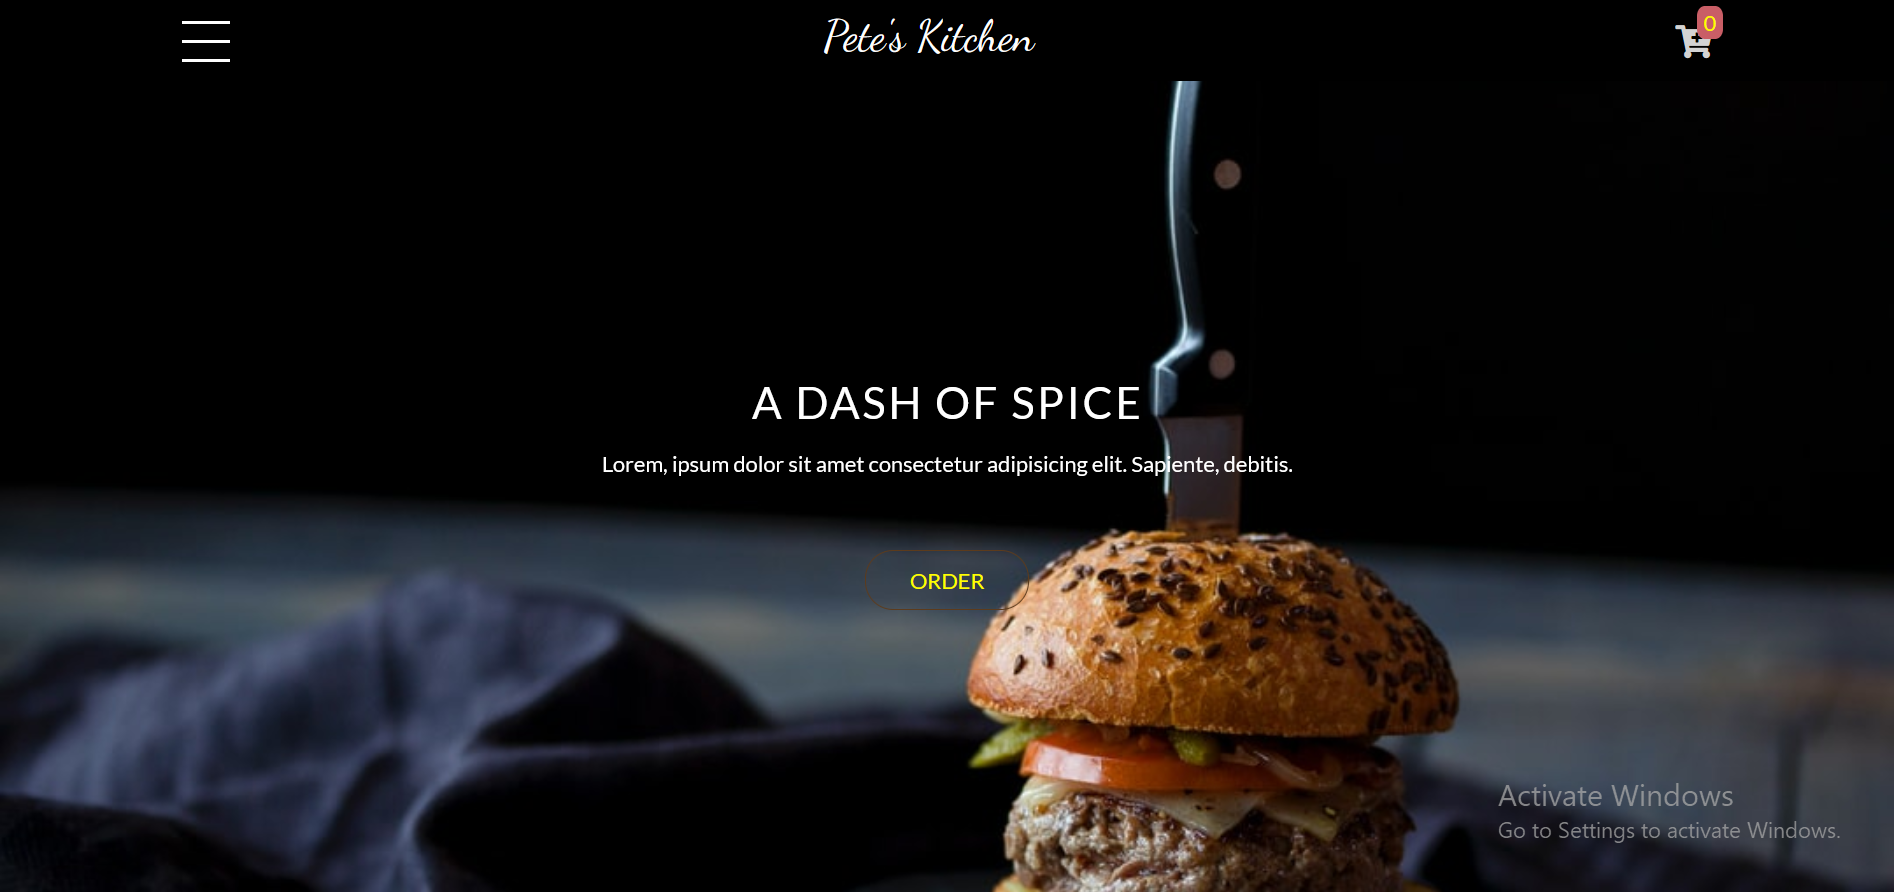 Pete's Kitchen
0
A DASH OF SPICE
Lorem, ipsum dolor sit amet consectetur adipisicing elit. Sapiente, debitis.
ORDER
Activate Windows
Go to Settings to activate Windows.